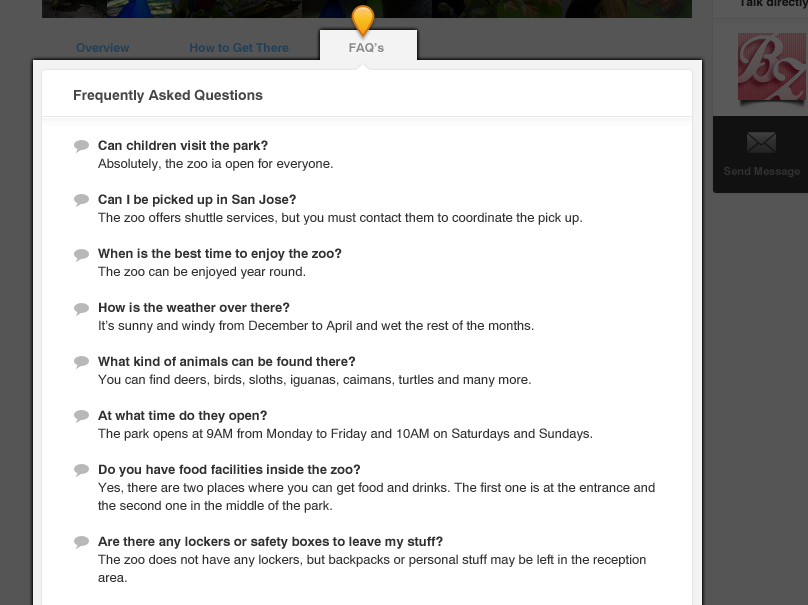 Talk directly
Overview
How to Get There
FAQ's
Frequently Asked Questions
Can children visit the park?
Absolutely, the zoo ia open for everyone.
Can I be picked up in San Jose?
The zoo offers shuttle services, but you must contact them to coordinate the pick up.
When is the best time to enjoy the zoo?
The zoo can be enjoyed year round.
How is the weather over there?
It's sunny and windy from December to April and wet the rest of the months.
What kind of animals can be found there?
You can find deers, birds, sloths, iguanas, caimans, turtles and many more.
At what time do they open?
The park opens at 9AM from Monday to Friday and 10AM on Saturdays and Sundays.
Do you have food facilities inside the zoo?
Yes, there are two places where you can get food and drinks. The first one is at the entrance and
the second one in the middle of the park.
Are there any lockers or safety boxes to leave my stuff?
The zoo does not have any lockers, but backpacks or personal stuff may be left in the reception
area.
BZ
Send Message